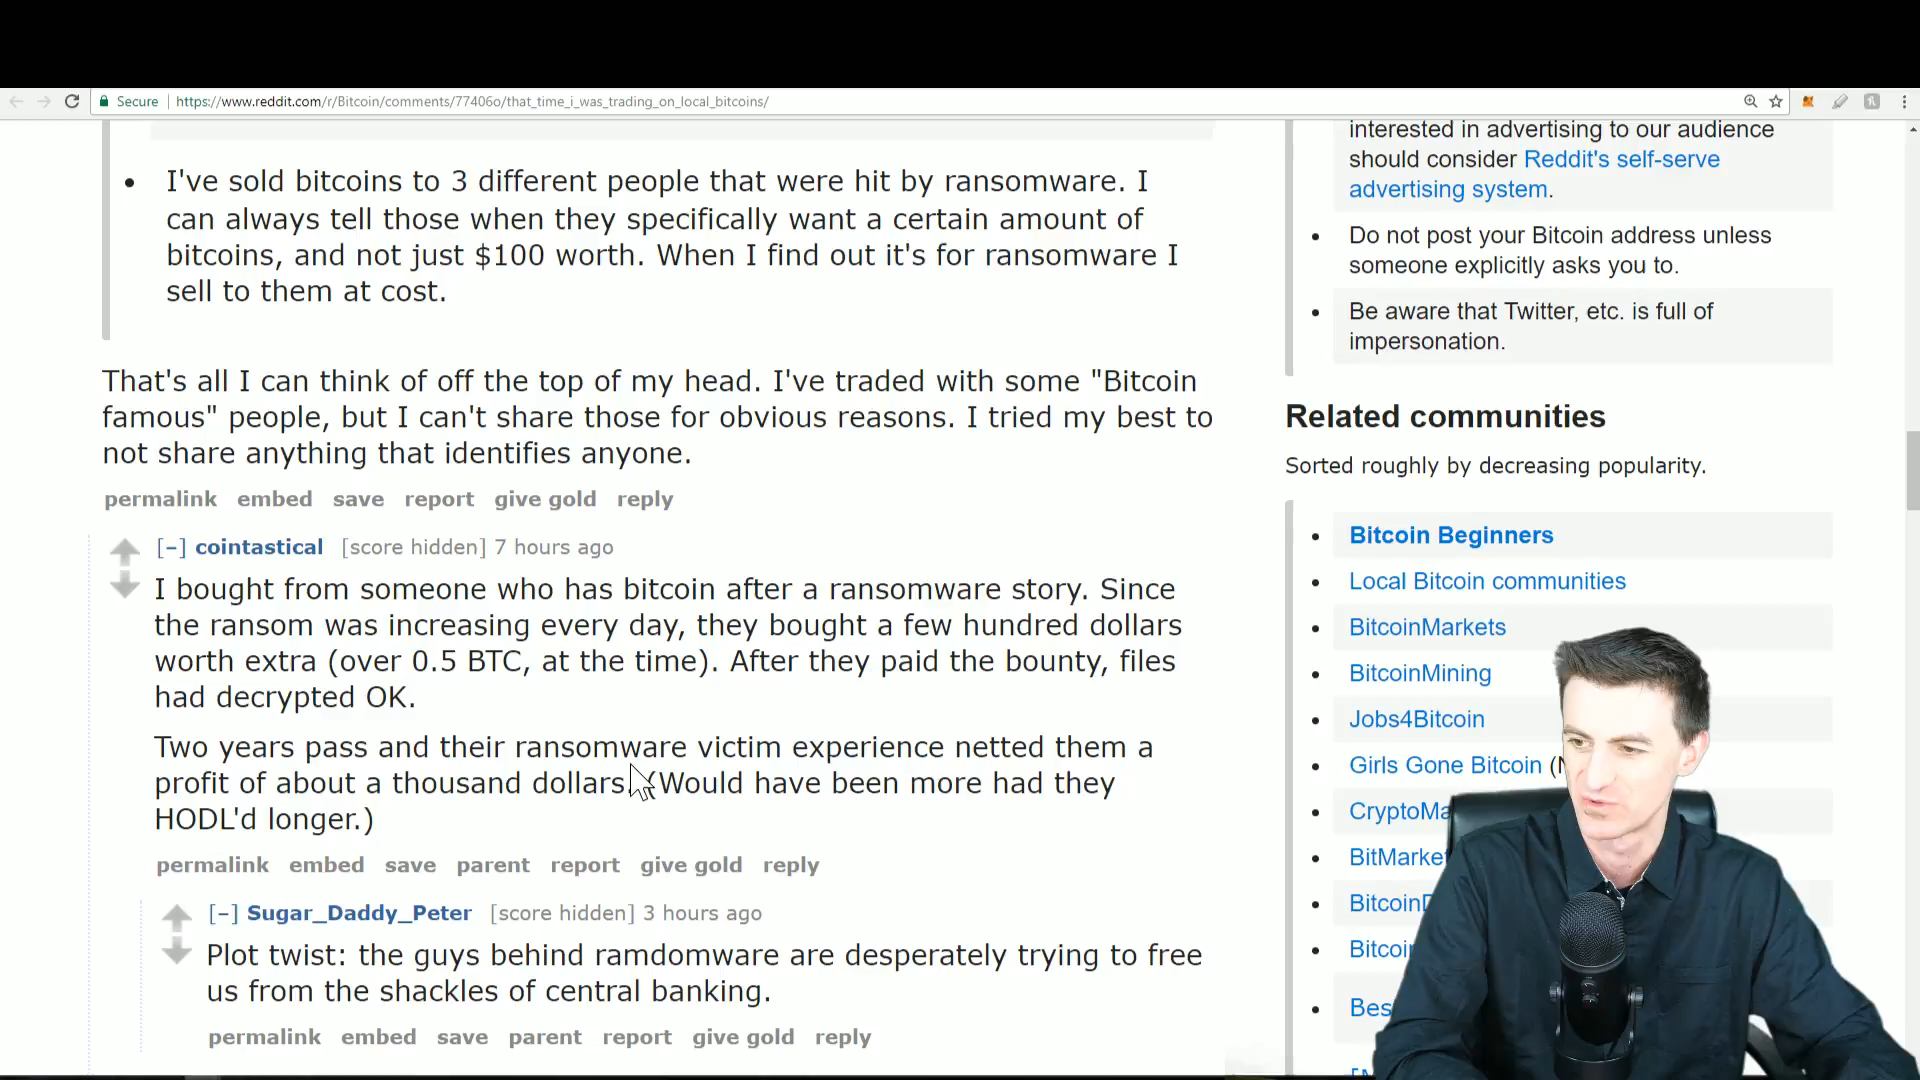 Secure https://www.reddit.com/r/Bitcoin/comments/77406o/that_time_i_was_trading_on_local_bitcoins/
I've sold bitcoins to 3 different people that were hit by ransomware. I
can always tell those when they specifically want a certain amount of
bitcoins, and not just $100 worth. When I find out it's for ransomware I
sell to them at cost.
That's all I can think of off the top of my head. I've traded with some "Bitcoin
famous" people, but I can't share those for obvious reasons. I tried my best to
not share anything that identifies anyone.
permalink embed save report give gold reply
[–] cointastical [score hidden] 7 hours ago
I bought from someone who has bitcoin after a ransomware story. Since
the ransom was increasing every day, they bought a few hundred dollars
worth extra (over 0.5 BTC, at the time). After they paid the bounty, files
had decrypted OK.
Two years pass and their ransomware victim experience netted them a
profit of about a thousand dollars. (Would have been more had they
HODL'd longer.)
permalink embed save parent report give gold reply
[–] Sugar_Daddy_Peter [score hidden] 3 hours ago
Plot twist: the guys behind ramdomware are desperately trying to free
us from the shackles of central banking.
permalink embed save parent report give gold reply
interested in advertising to our audience
should consider Reddit's self-serve
advertising system.
Do not post your Bitcoin address unless
someone explicitly asks you to.
Be aware that Twitter, etc. is full of
impersonation.
Related communities
Sorted roughly by decreasing popularity.
Bitcoin Beginners
Local Bitcoin communities
BitcoinMarkets
BitcoinMining
Jobs4Bitcoin
Girls Gone Bitcoin